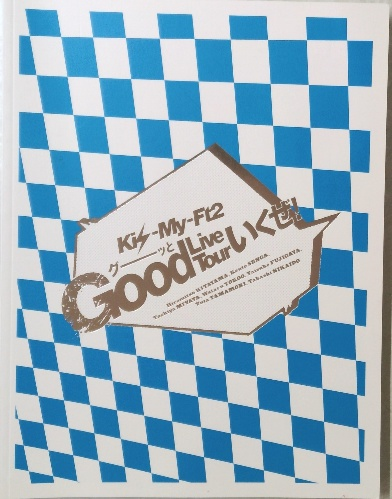 Kis-My-Ft2
グーッと
Good Live Tour いくぜ!
Hiromitsu KITAYAMA, Kento SENGA,
Toshiya MIYATA, Wataru YOKOO, Taisuke FUJIGAYA,
Yuta TAMAMORI, Takashi NIKAIDO